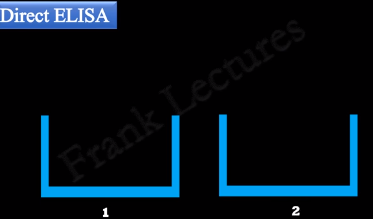 Direct ELISA
Frank Lectures
1
2